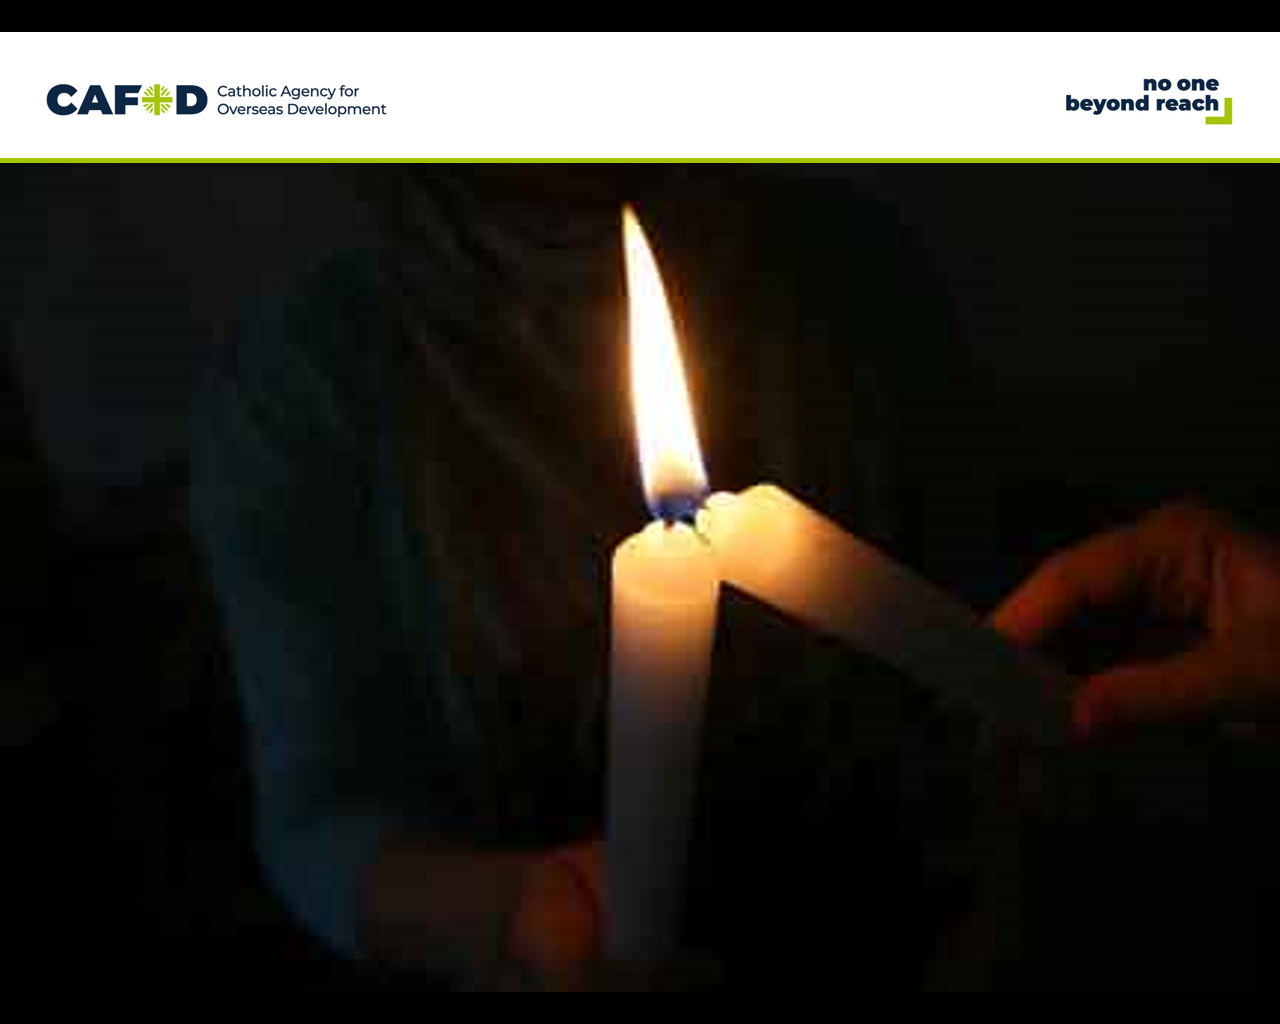 CAFOD
Catholic Agency for
Overseas Development
no one
beyond reach